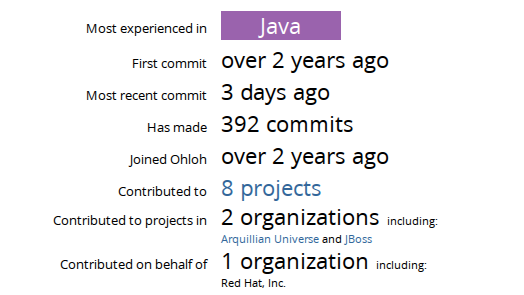 Most experienced in Java
First commit over 2 years ago
Most recent commit 3 days ago
Has made 392 commits
Joined Ohloh over 2 years ago
Contributed to 8 projects
Contributed to projects in 2 organizations including:
Arquillian Universe and JBoss
Contributed on behalf of 1 organization including:
Red Hat, Inc.